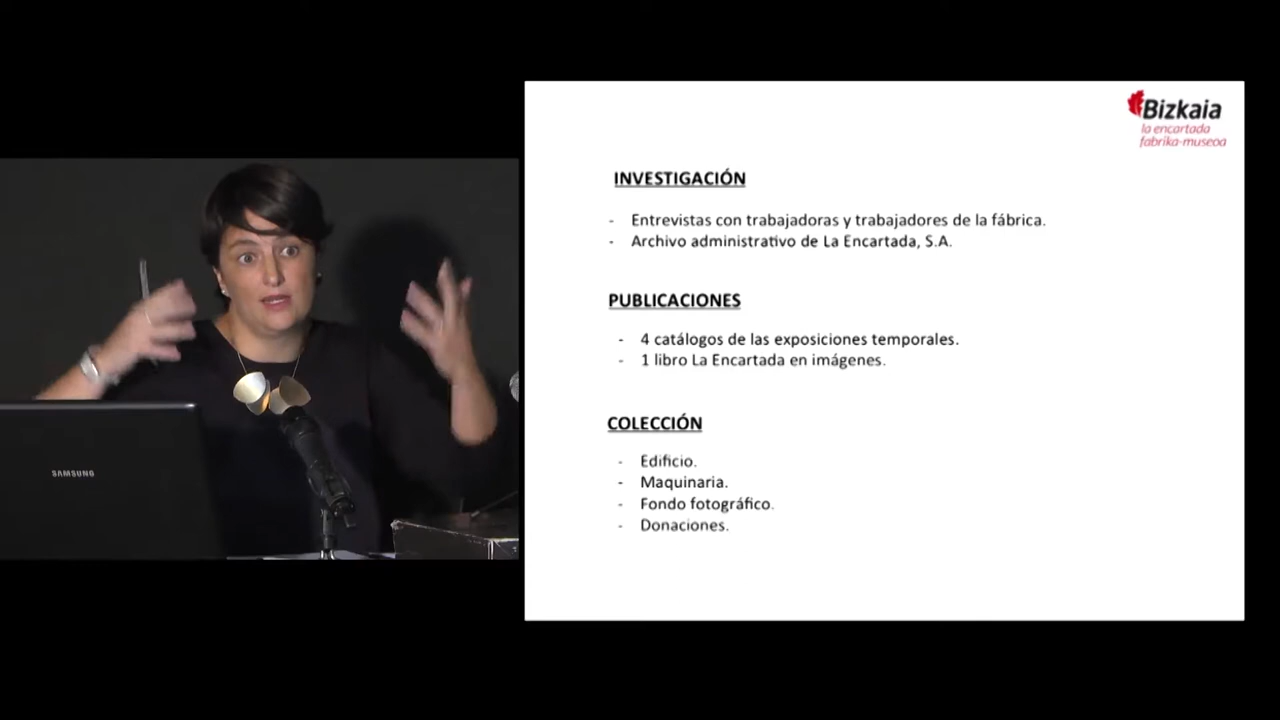 SAMSUNG
Bizkaia
la encartada
fabrika-museoa
INVESTIGACIÓN
- Entrevistas con trabajadoras y trabajadores de la fábrica.
- Archivo administrativo de La Encartada, S.A.
PUBLICACIONES
- 4 catálogos de las exposiciones temporales.
- 1 libro La Encartada en imágenes.
COLECCIÓN
- Edificio.
- Maquinaria.
- Fondo fotográfico.
- Donaciones.